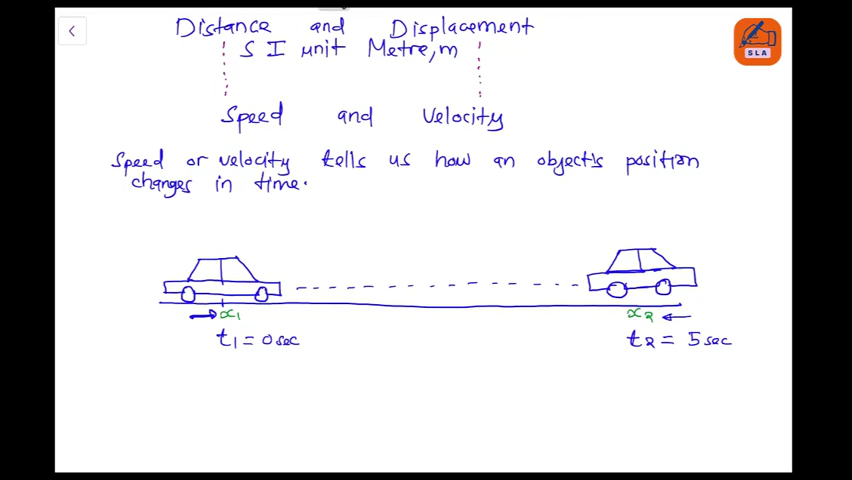 Distance and Displacement
SLA
S I unit Metre, m
Speed and Velocity
Speed or velocity tells us how an object's position
changes in time.
x1 x2
t1 = 0 sec t2 = 5 sec